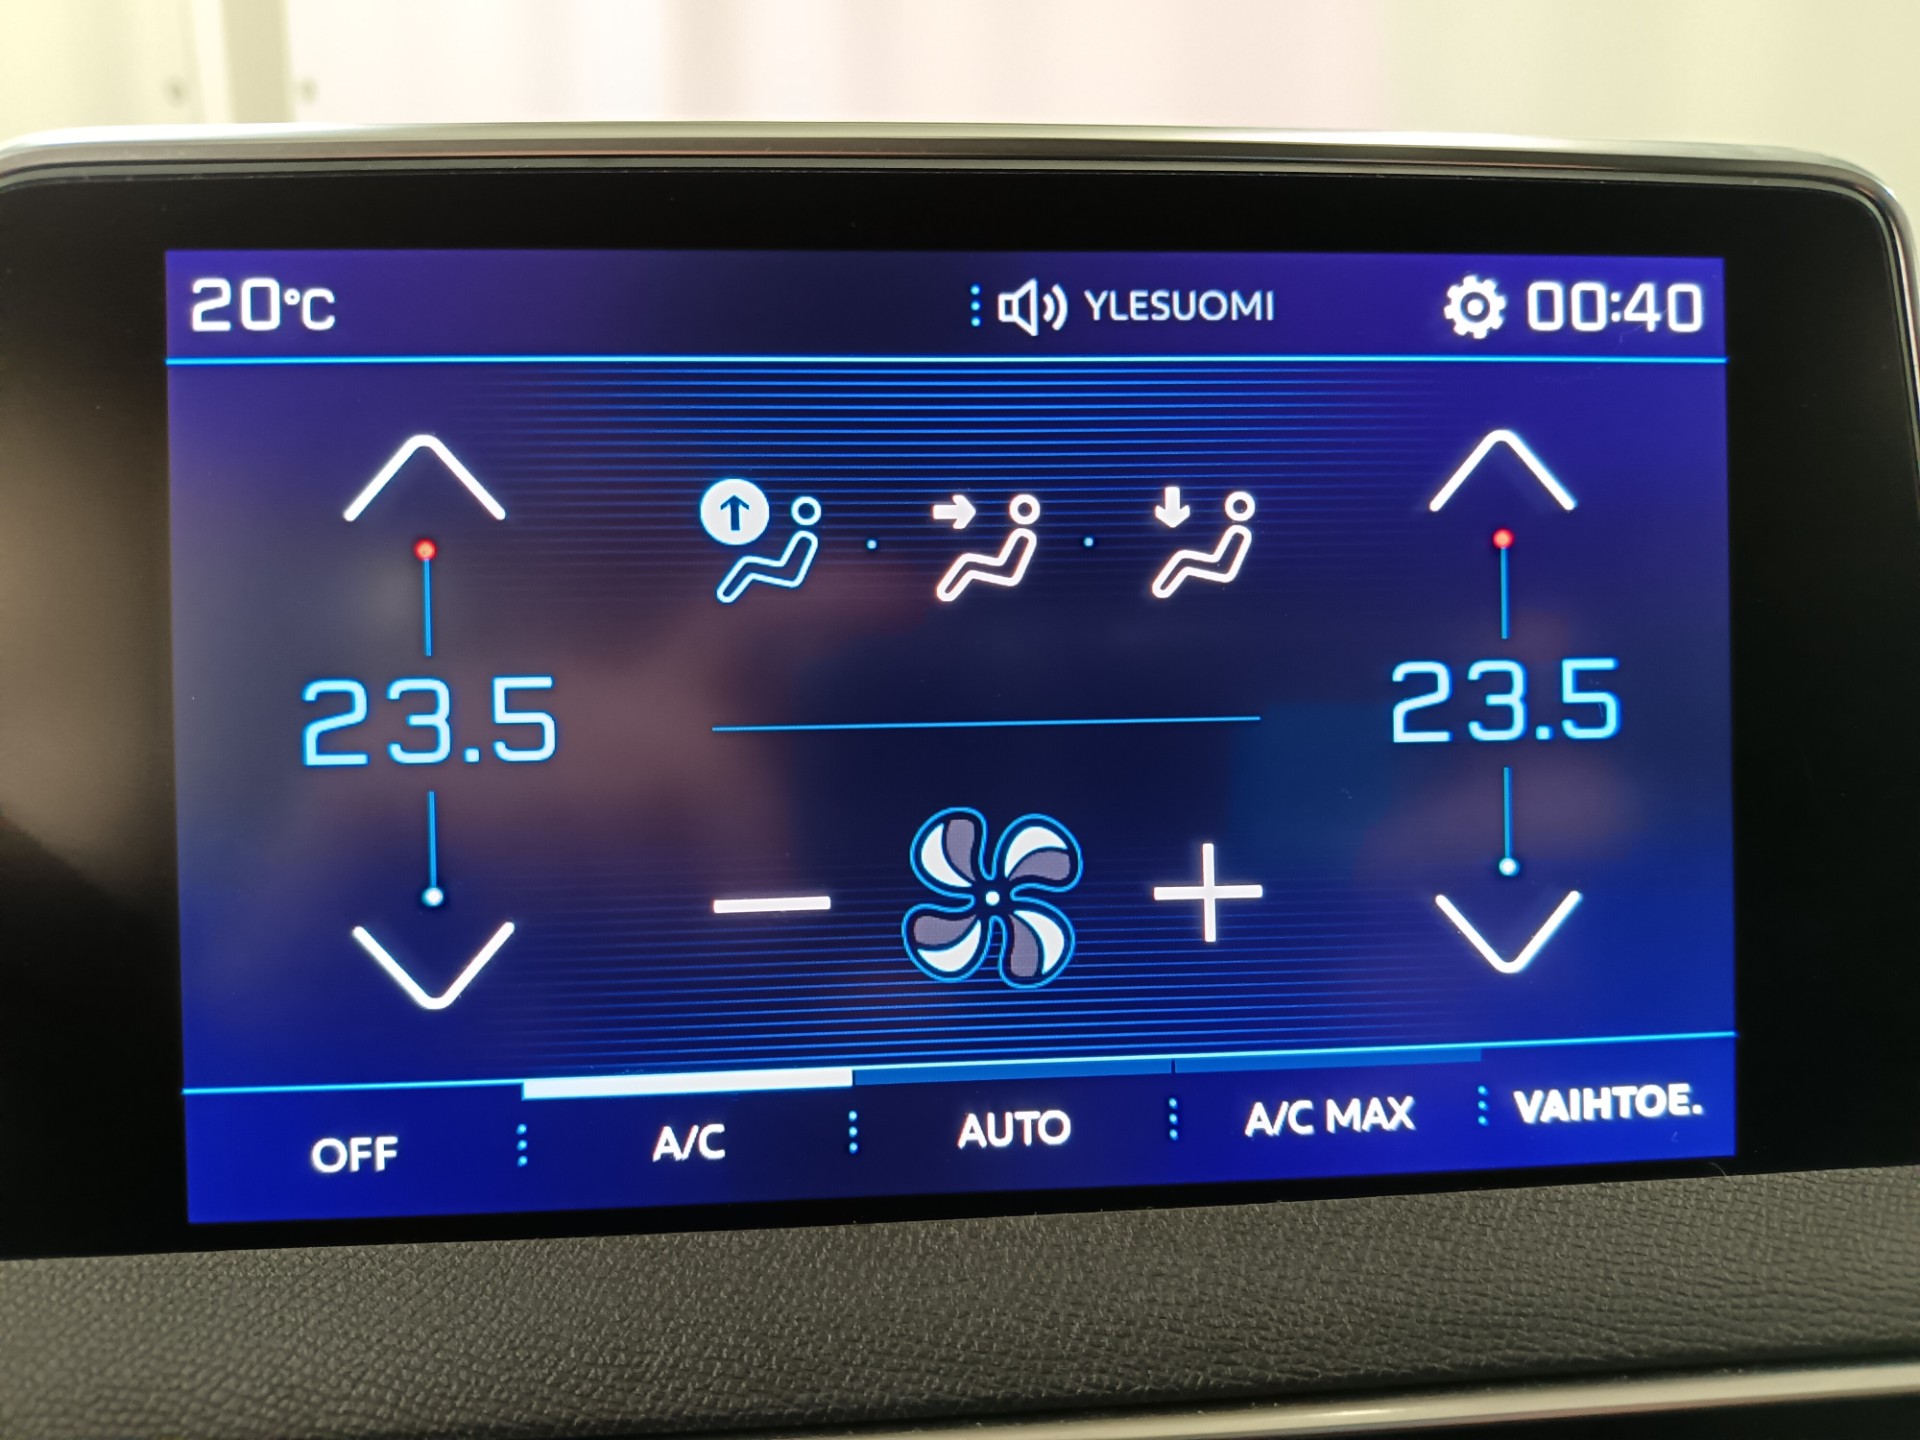 20°C YLESUOMI 00:40
23.5 23.5
OFF A/C AUTO A/C MAX VAIHTOE.